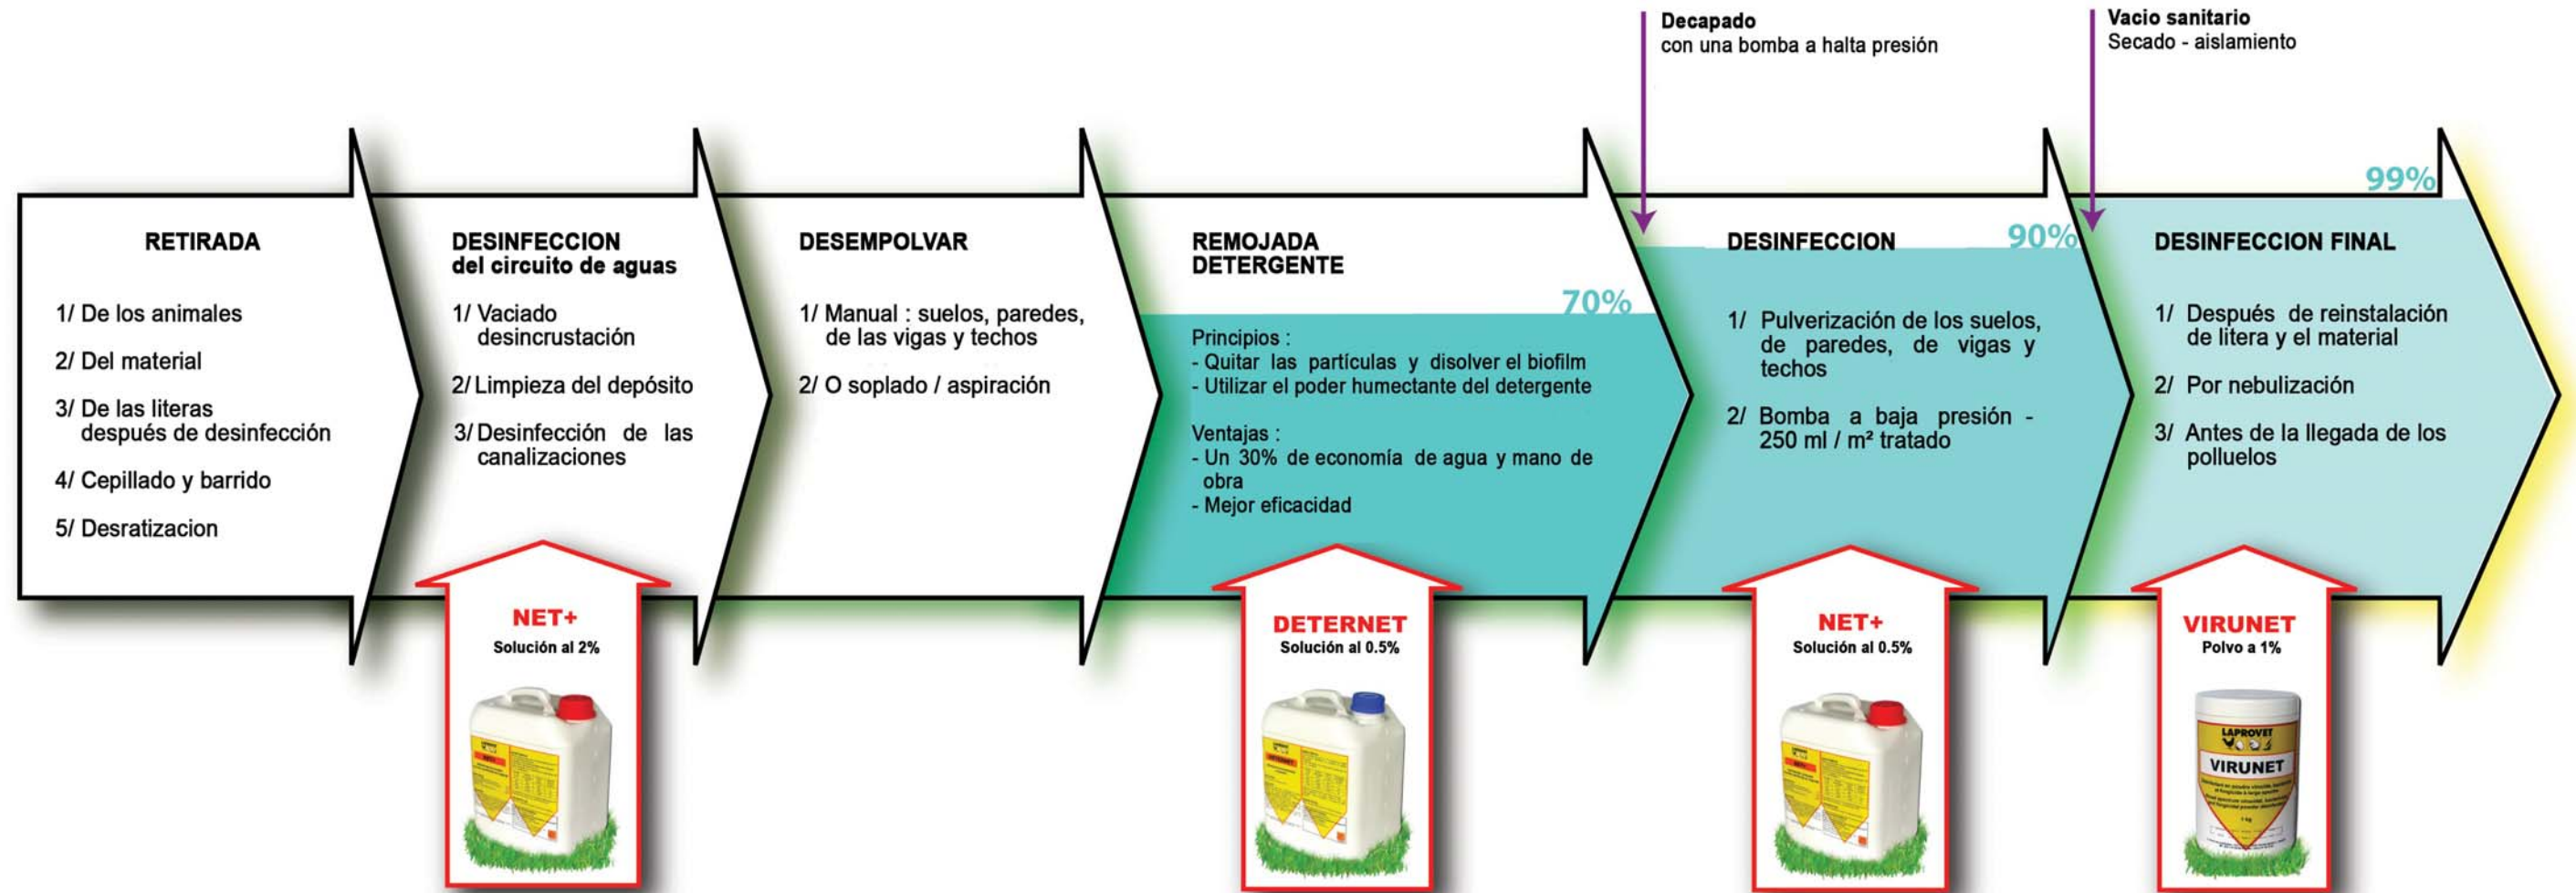 Decapado
con una bomba a halta presión
Vacio sanitario
Secado - aislamiento
RETIRADA
1/ De los animales
2/ Del material
3/ De las literas
después de desinfección
4/ Cepillado y barrido
5/ Desratizacion
DESINFECCION
del circuito de aguas
1/ Vaciado
desincrustación
2/ Limpieza del depósito
3/ Desinfección de las
canalizaciones
NET+
Solución al 2%
DESEMPOLVAR
1/ Manual : suelos, paredes,
de las vigas y techos
2/ O soplado / aspiración
REMOJADA
DETERGENTE
70%
Principios :
- Quitar las partículas y disolver el biofilm
- Utilizar el poder humectante del detergente
Ventajas :
- Un 30% de economía de agua y mano de
obra
- Mejor eficacidad
DETERNET
Solución al 0.5%
DESINFECCION
90%
1/ Pulverización de los suelos,
de paredes, de vigas y
techos
2/ Bomba a baja presión -
250 ml / m² tratado
NET+
Solución al 0.5%
99%
DESINFECCION FINAL
1/ Después de reinstalación
de litera y el material
2/ Por nebulización
3/ Antes de la llegada de los
polluelos
VIRUNET
Polvo a 1%
LAPROVET
VIRUNET
1 kg